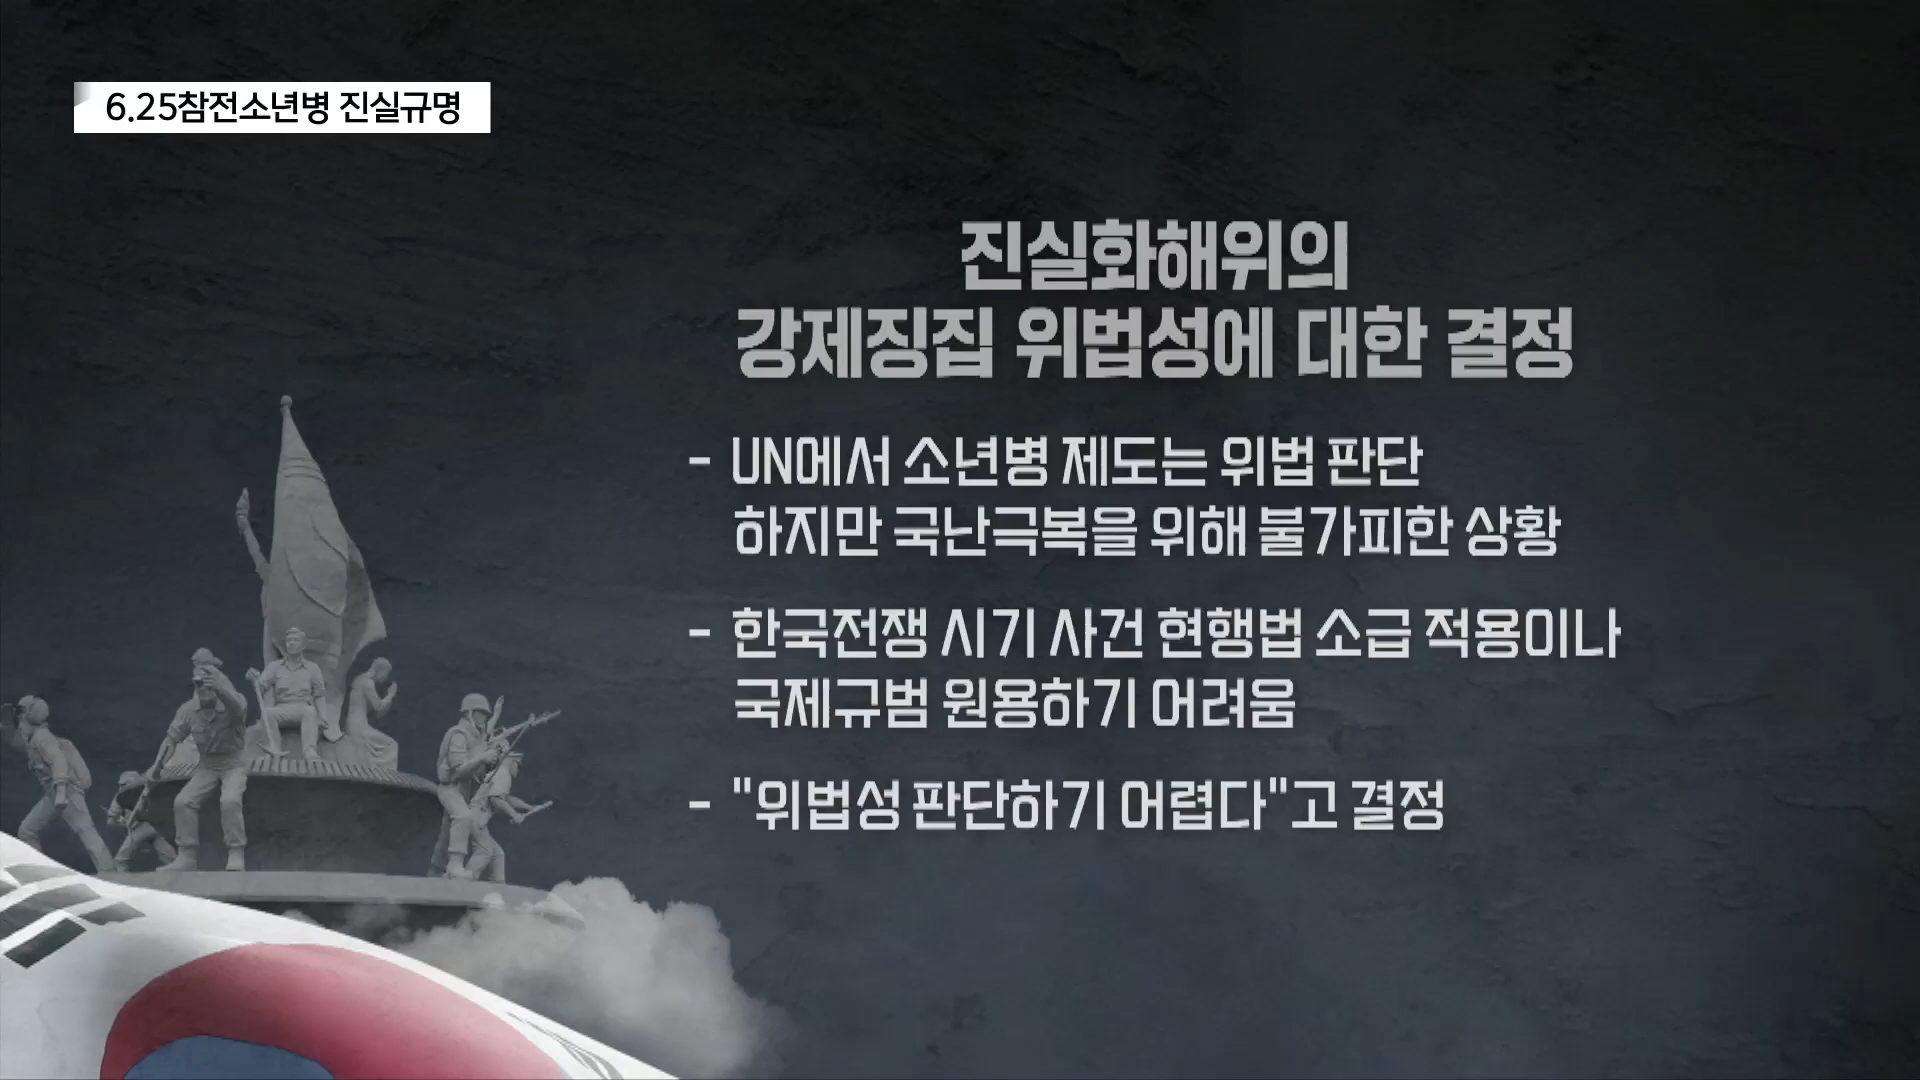 6.25참전소년병 진실규명
진실화해위의
강제징집 위법성에 대한 결정
- UN에서 소년병 제도는 위법 판단
하지만 국난극복을 위해 불가피한 상황
- 한국전쟁 시기 사건 현행법 소급 적용이나
국제규범 원용하기 어려움
- "위법성 판단하기 어렵다"고 결정